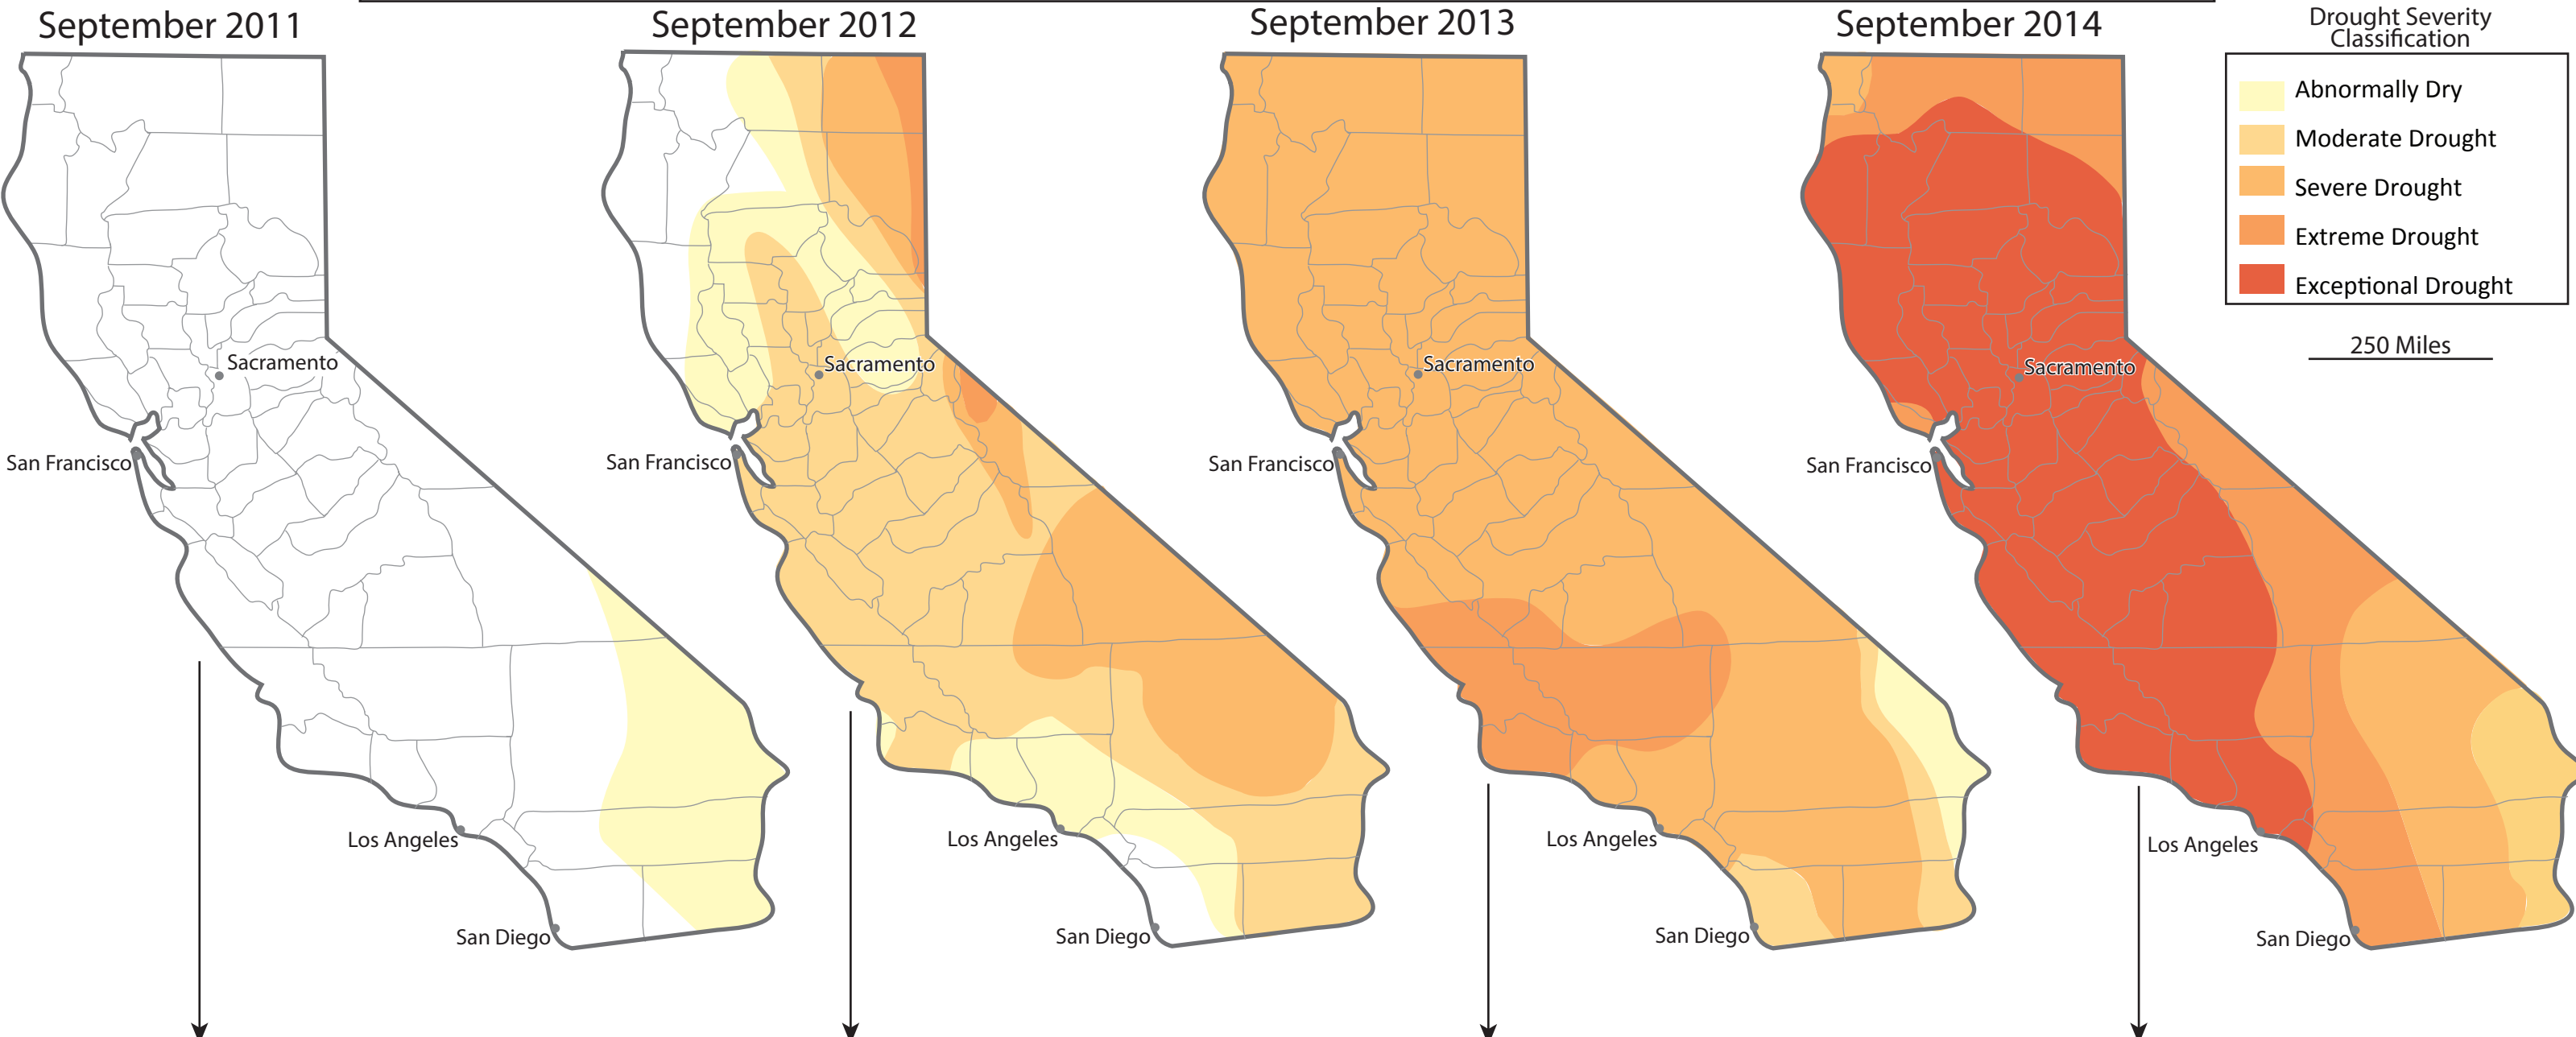 September 2011
September 2012
September 2013
September 2014
Drought Severity
Classification
Abnormally Dry
Moderate Drought
Severe Drought
Extreme Drought
Exceptional Drought
250 Miles
Sacramento
San Francisco
Los Angeles
San Diego
Sacramento
San Francisco
Los Angeles
San Diego
Sacramento
San Francisco
Los Angeles
San Diego
Sacramento
San Francisco
Los Angeles
San Diego